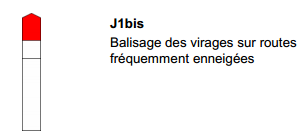 J1bis
Balisage des virages sur routes
fréquemment enneigées